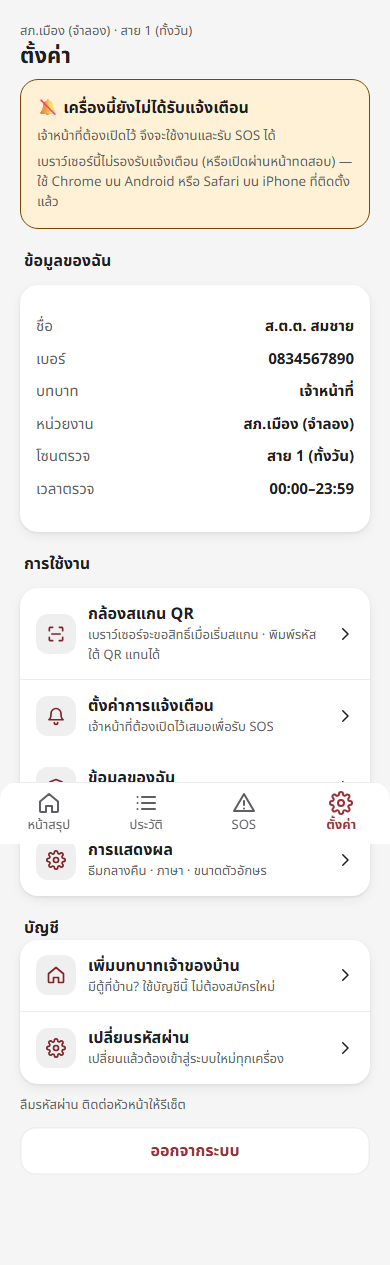 สภ.เมือง (จำลอง) · สาย 1 (ทั้งวัน)
ตั้งค่า
เครื่องนี้ยังไม่ได้รับแจ้งเตือน
เจ้าหน้าที่ต้องเปิดไว้ จึงจะใช้งานและรับ SOS ได้
เบราว์เซอร์นี้ไม่รองรับแจ้งเตือน (หรือเปิดผ่านหน้าทดสอบ) —
ใช้ Chrome บน Android หรือ Safari บน iPhone ที่ติดตั้ง
แล้ว
ข้อมูลของฉัน
ชื่อ ส.ต.ต. สมชาย
เบอร์ 0834567890
บทบาท เจ้าหน้าที่
หน่วยงาน สภ.เมือง (จำลอง)
โซนตรวจ สาย 1 (ทั้งวัน)
เวลาตรวจ 00:00–23:59
การใช้งาน
กล้องสแกน QR
เบราว์เซอร์จะขอสิทธิ์เมื่อเริ่มสแกน · พิมพ์รหัส
ใต้ QR แทนได้
ตั้งค่าการแจ้งเตือน
เจ้าหน้าที่ต้องเปิดไว้เสมอเพื่อรับ SOS
ข้อมูลของฉัน
หน้าสรุป ประวัติ SOS ตั้งค่า
การแสดงผล
ธีมกลางคืน · ภาษา · ขนาดตัวอักษร
บัญชี
เพิ่มบทบาทเจ้าของบ้าน
มีตู้ที่บ้าน? ใช้บัญชีนี้ ไม่ต้องสมัครใหม่
เปลี่ยนรหัสผ่าน
เปลี่ยนแล้วต้องเข้าสู่ระบบใหม่ทุกเครื่อง
ลืมรหัสผ่าน ติดต่อหัวหน้าให้รีเซ็ต
ออกจากระบบ